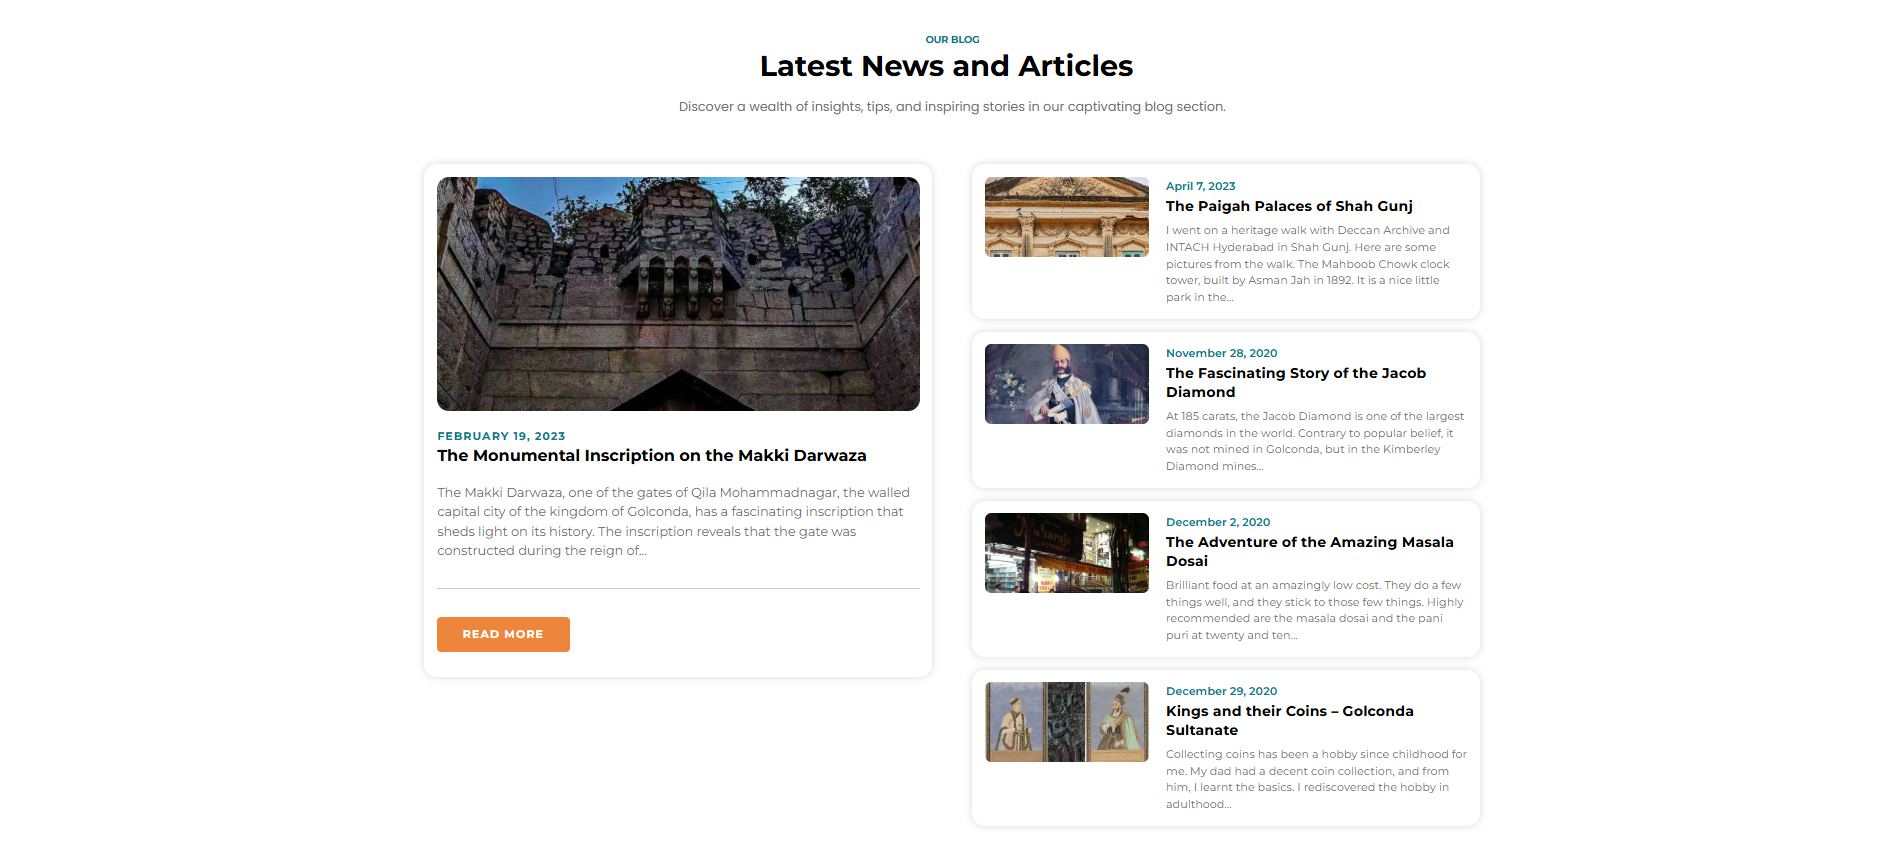 OUR BLOG
Latest News and Articles
Discover a wealth of insights, tips, and inspiring stories in our captivating blog section.
FEBRUARY 19, 2023
The Monumental Inscription on the Makki Darwaza
The Makki Darwaza, one of the gates of Qila Mohammadnagar, the walled
capital city of the kingdom of Golconda, has a fascinating inscription that
sheds light on its history. The inscription reveals that the gate was
constructed during the reign of...
READ MORE
April 7, 2023
The Paigah Palaces of Shah Gunj
I went on a heritage walk with Deccan Archive and
INTACH Hyderabad in Shah Gunj. Here are some
pictures from the walk. The Mahboob Chowk clock
tower, built by Asman Jah in 1892. It is a nice little
park in the...
November 28, 2020
The Fascinating Story of the Jacob
Diamond
At 185 carats, the Jacob Diamond is one of the largest
diamonds in the world. Contrary to popular belief, it
was not mined in Golconda, but in the Kimberley
Diamond mines...
December 2, 2020
The Adventure of the Amazing Masala
Dosai
Brilliant food at an amazingly low cost. They do a few
things well, and they stick to those few things. Highly
recommended are the masala dosai and the pani
puri at twenty and ten...
December 29, 2020
Kings and their Coins – Golconda
Sultanate
Collecting coins has been a hobby since childhood for
me. My dad had a decent coin collection, and from
him, I learnt the basics. I rediscovered the hobby in
adulthood...